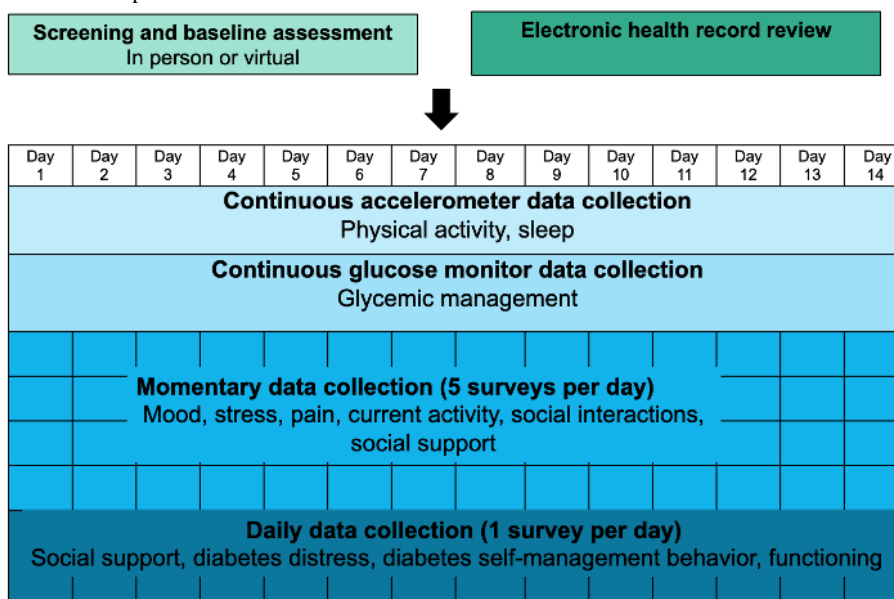 Screening and baseline assessment
In person or virtual
Electronic health record review
Day 1
Day 2
Day 3
Day 4
Day 5
Day 6
Day 7
Day 8
Day 9
Day 10
Day 11
Day 12
Day 13
Day 14
Continuous accelerometer data collection
Physical activity, sleep
Continuous glucose monitor data collection
Glycemic management
Momentary data collection (5 surveys per day)
Mood, stress, pain, current activity, social interactions,
social support
Daily data collection (1 survey per day)
Social support, diabetes distress, diabetes self-management behavior, functioning